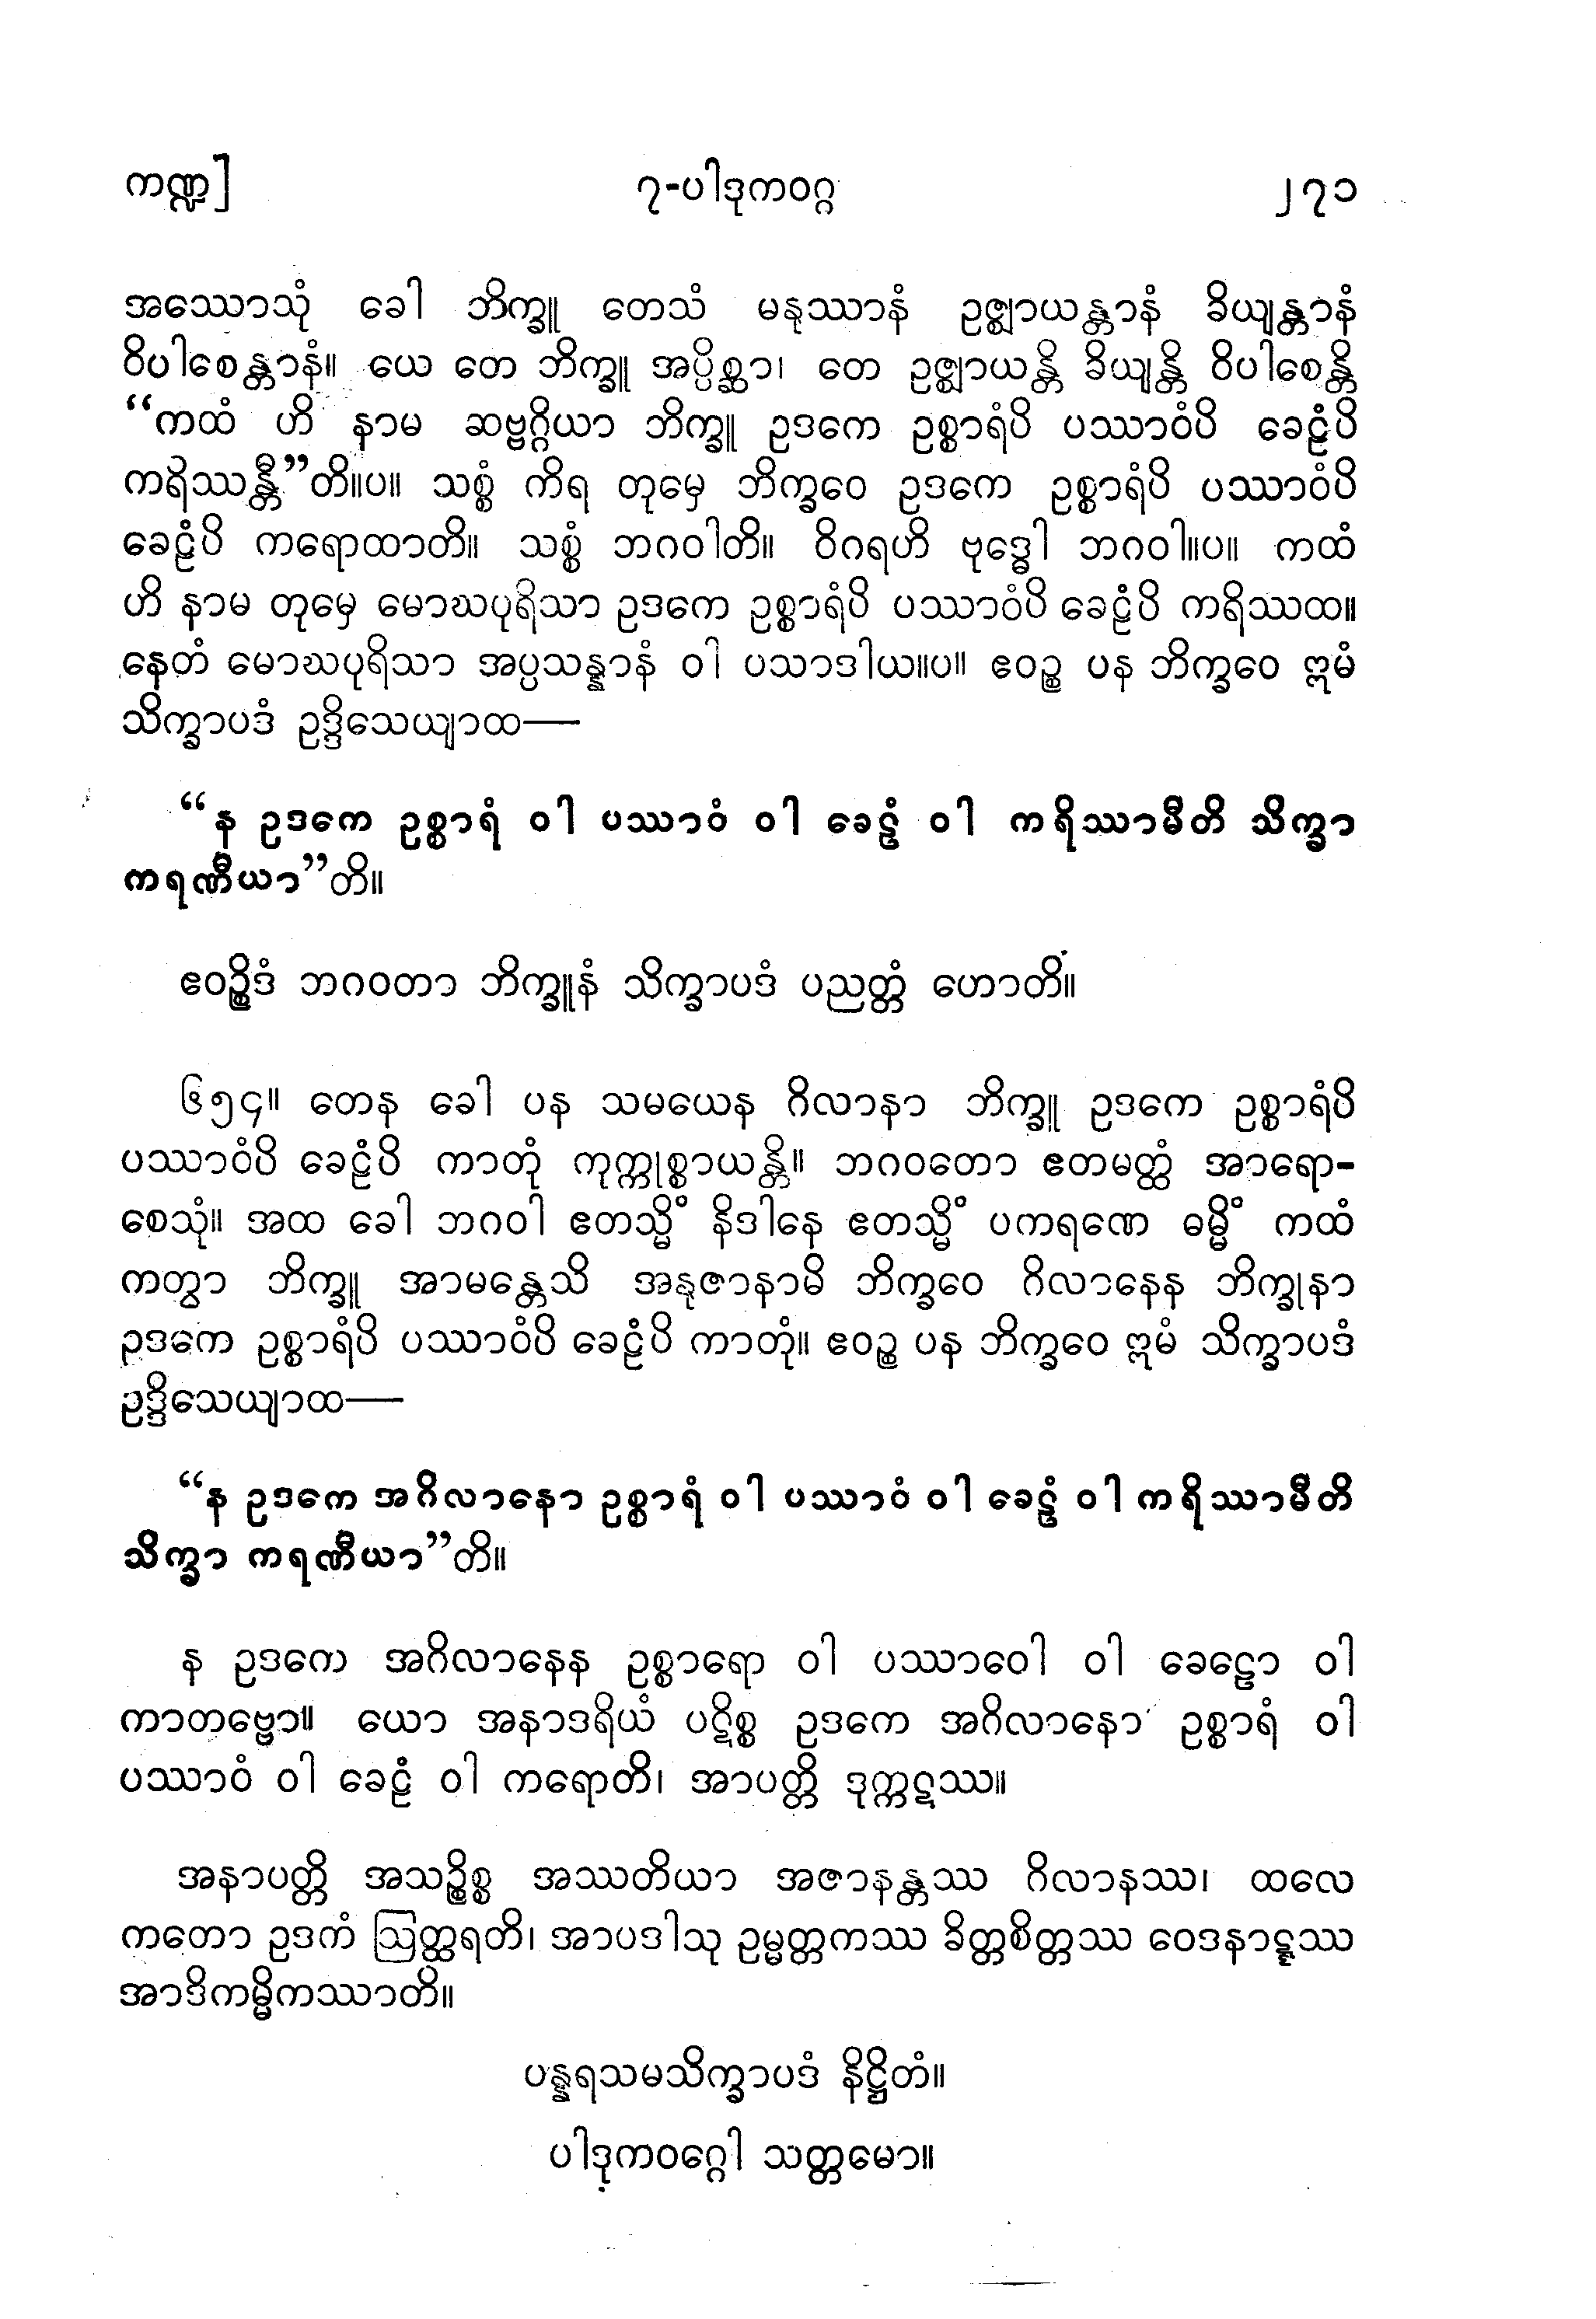 ကဏ္ဍ]
၇-ပါဒုကဝဂ္ဂ
၂၇၁
အဿောသုံ ခေါ ဘိက္ခူ တေသံ မနုဿာနံ ဥဇ္ဈာယန္တာနံ ခိယျန္တာနံ
ဝိပါစေန္တာနံ။ ယေ တေ ဘိက္ခူ အပ္ပိစ္ဆာ၊ တေ ဥဇ္ဈာယန္တိ ခိယျန္တိ ဝိပါစေန္တိ
“ကထံ ဟိ နာမ ဆဗ္ဗဂ္ဂိယာ ဘိက္ခူ ဥဒကေ ဥစ္စာရံပိ ပဿာဝံပိ ခေဠံပိ
ကရိဿန္တီ”တိ။ပ။ သစ္စံ ကိရ တုမှေ ဘိက္ခဝေ ဥဒကေ ဥစ္စာရံပိ ပဿာဝံပိ
ခေဠံပိ ကရောထာတိ။ သစ္စံ ဘဂဝါတိ။ ဝိဂရဟိ ဗုဒ္ဓေါ ဘဂဝါ။ပ။ ကထံ
ဟိ နာမ တုမှေ မောဃပုရိသာ ဥဒကေ ဥစ္စာရံပိ ပဿာဝံပိ ခေဠံပိ ကရိဿထ။
နေတံ မောဃပုရိသာ အပ္ပသန္နာနံ ဝါ ပသာဒါယ။ပ။ ဧဝဉ္စ ပန ဘိက္ခဝေ ဣမံ
သိက္ခာပဒံ ဥဒ္ဒိသေယျာထ—
“န ဥဒကေ ဥစ္စာရံ ဝါ ပဿာဝံ ဝါ ခေဠံ ဝါ ကရိဿာမီတိ သိက္ခာ
ကရဏီယာ”တိ။
ဧဝဉ္စိဒံ ဘဂဝတာ ဘိက္ခူနံ သိက္ခာပဒံ ပညတ္တံ ဟောတိ။
၆၅၄။ တေန ခေါ ပန သမယေန ဂိလာနာ ဘိက္ခူ ဥဒကေ ဥစ္စာရံပိ
ပဿာဝံပိ ခေဠံပိ ကာတုံ ကုက္ကုစ္စာယန္တိ။ ဘဂဝတော ဧတမတ္ထံ အာရော-
စေသုံ။ အထ ခေါ ဘဂဝါ ဧတသ္မိံ နိဒါနေ ဧတသ္မိံ ပကရဏေ ဓမ္မိံ ကထံ
ကတွာ ဘိက္ခူ အာမန္တေသိ အနုဇာနာမိ ဘိက္ခဝေ ဂိလာနေန ဘိက္ခုနာ
ဥဒကေ ဥစ္စာရံပိ ပဿာဝံပိ ခေဠံပိ ကာတုံ။ ဧဝဉ္စ ပန ဘိက္ခဝေ ဣမံ သိက္ခာပဒံ
ဥဒ္ဒိသေယျာထ—
“န ဥဒကေ အဂိလာနော ဥစ္စာရံ ဝါ ပဿာဝံ ဝါ ခေဠံ ဝါ ကရိဿာမီတိ
သိက္ခာ ကရဏီယာ”တိ။
န ဥဒကေ အဂိလာနေန ဥစ္စာရော ဝါ ပဿာဝေါ ဝါ ခေဠော ဝါ
ကာတဗ္ဗော။ ယော အနာဒရိယံ ပဋိစ္စ ဥဒကေ အဂိလာနော ဥစ္စာရံ ဝါ
ပဿာဝံ ဝါ ခေဠံ ဝါ ကရောတိ၊ အာပတ္တိ ဒုက္ကဋဿ။
အနာပတ္တိ အသဉ္စိစ္စ အဿတိယာ အဇာနန္တဿ ဂိလာနဿ၊ ထလေ
ကတော ဥဒကံ ဩတ္ထရတိ၊ အာပဒါသု ဥမ္မတ္တကဿ ခိတ္တစိတ္တဿ ဝေဒနာဋ္ဋဿ
အာဒိကမ္မိကဿာတိ။
ပန္နရသမသိက္ခာပဒံ နိဋ္ဌိတံ။
ပါဒုကဝဂ္ဂေါ သတ္တမော။